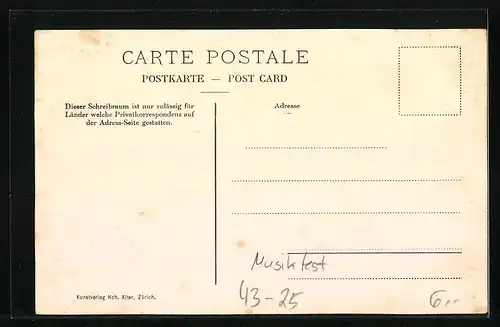 CARTE POSTALE
POSTKARTE — POST CARD
Dieser Schreibraum ist nur zulässig für
Länder welche Privatkorrespondenz auf
der Adress-Seite gestatten.
Adresse
Musikfest
43-25
6..-
Kunstverlag Hch. Alter, Zürich.